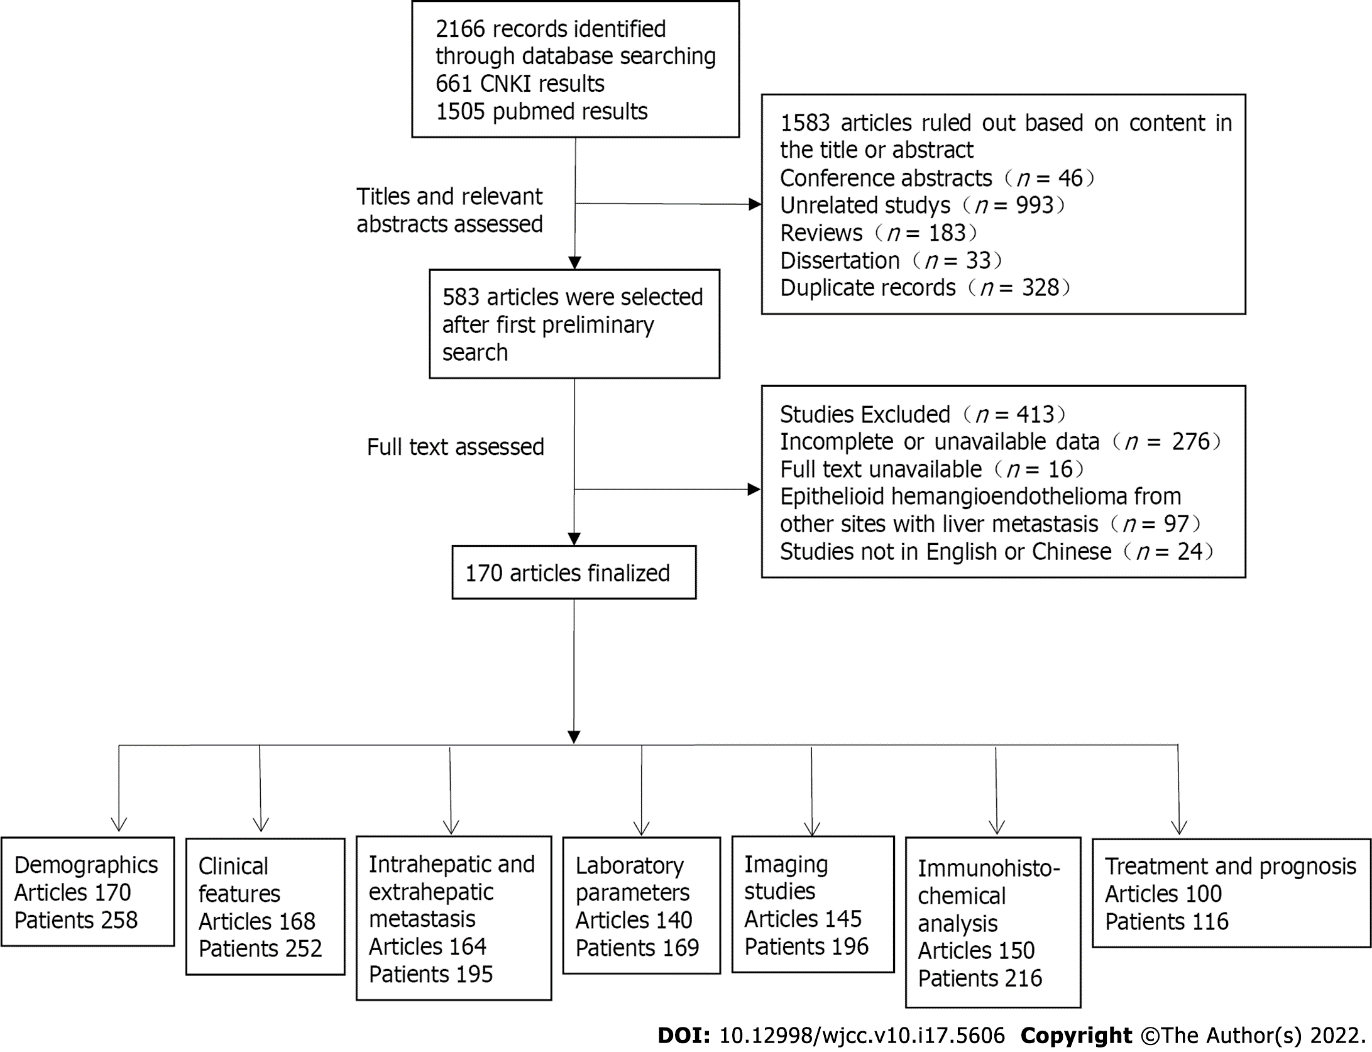 2166 records identified
through database searching
661 CNKI results
1505 pubmed results
Titles and relevant
abstracts assessed
1583 articles ruled out based on content in
the title or abstract
Conference abstracts（n = 46）
Unrelated studys（n = 993）
Reviews（n = 183）
Dissertation（n = 33）
Duplicate records（n = 328）
583 articles were selected
after first preliminary
search
Full text assessed
Studies Excluded（n = 413）
Incomplete or unavailable data（n = 276）
Full text unavailable（n = 16）
Epithelioid hemangioendothelioma from
other sites with liver metastasis（n = 97）
Studies not in English or Chinese（n = 24）
170 articles finalized
Demographics
Articles 170
Patients 258
Clinical
features
Articles 168
Patients 252
Intrahepatic and
extrahepatic
metastasis
Articles 164
Patients 195
Laboratory
parameters
Articles 140
Patients 169
Imaging
studies
Articles 145
Patients 196
Immunohisto-
chemical
analysis
Articles 150
Patients 216
Treatment and prognosis
Articles 100
Patients 116
DOI: 10.12998/wjcc.v10.i17.5606 Copyright ©The Author(s) 2022.